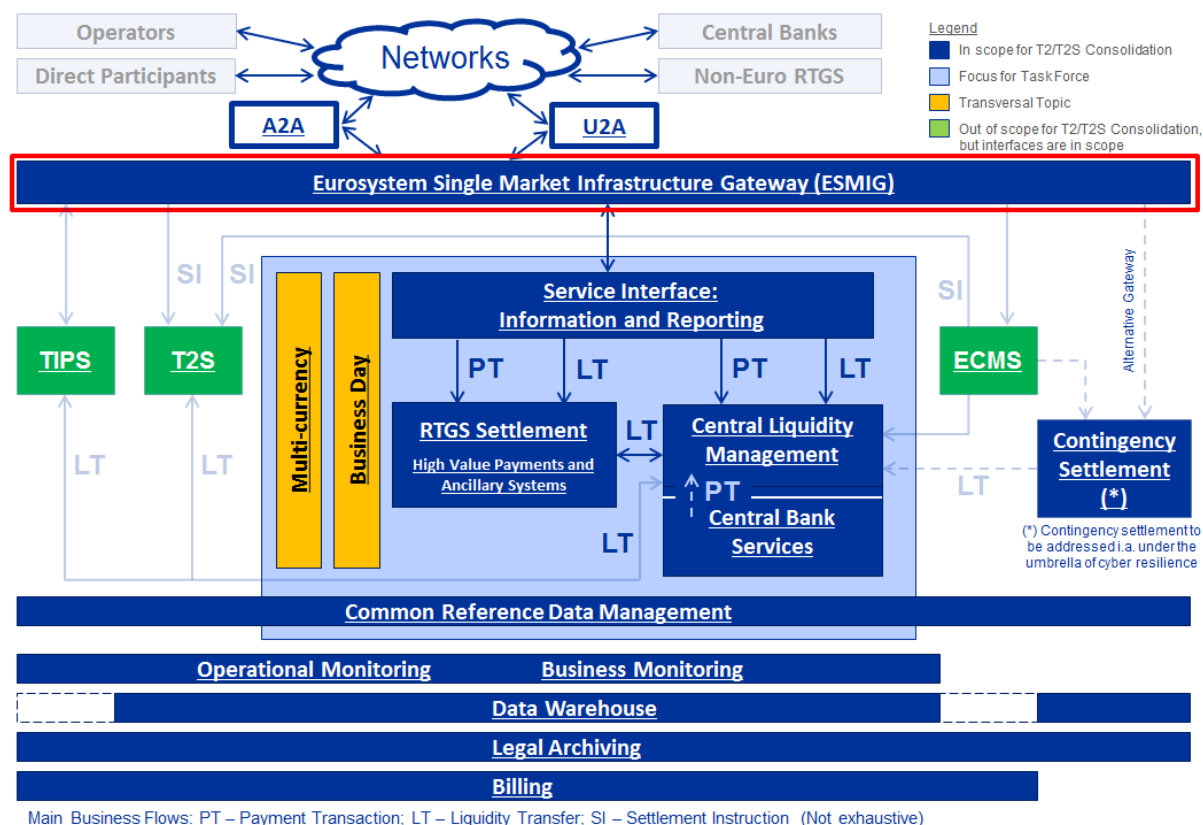 Operators
Direct Participants
Networks
Central Banks
Non-Euro RTGS
Legend
In scope for T2/T2S Consolidation
Focus for Task Force
Transversal Topic
Out of scope for T2/T2S Consolidation,
but interfaces are in scope
A2A
U2A
Eurosystem Single Market Infrastructure Gateway (ESMIG)
SI
SI
SI
Alternative Gateway
Service Interface:
Information and Reporting
TIPS
T2S
Multi-currency
Business Day
PT
LT
PT
LT
ECMS
RTGS Settlement
High Value Payments and
Ancillary Systems
LT
Central Liquidity
Management
PT
Central Bank
Services
Contingency
Settlement
(*)
LT
LT
LT
LT
(*) Contingency settlement to
be addressed i.a. under the
umbrella of cyber resilience
Common Reference Data Management
Operational Monitoring
Business Monitoring
Data Warehouse
Legal Archiving
Billing
Main Business Flows: PT – Payment Transaction; LT – Liquidity Transfer; SI – Settlement Instruction (Not exhaustive)